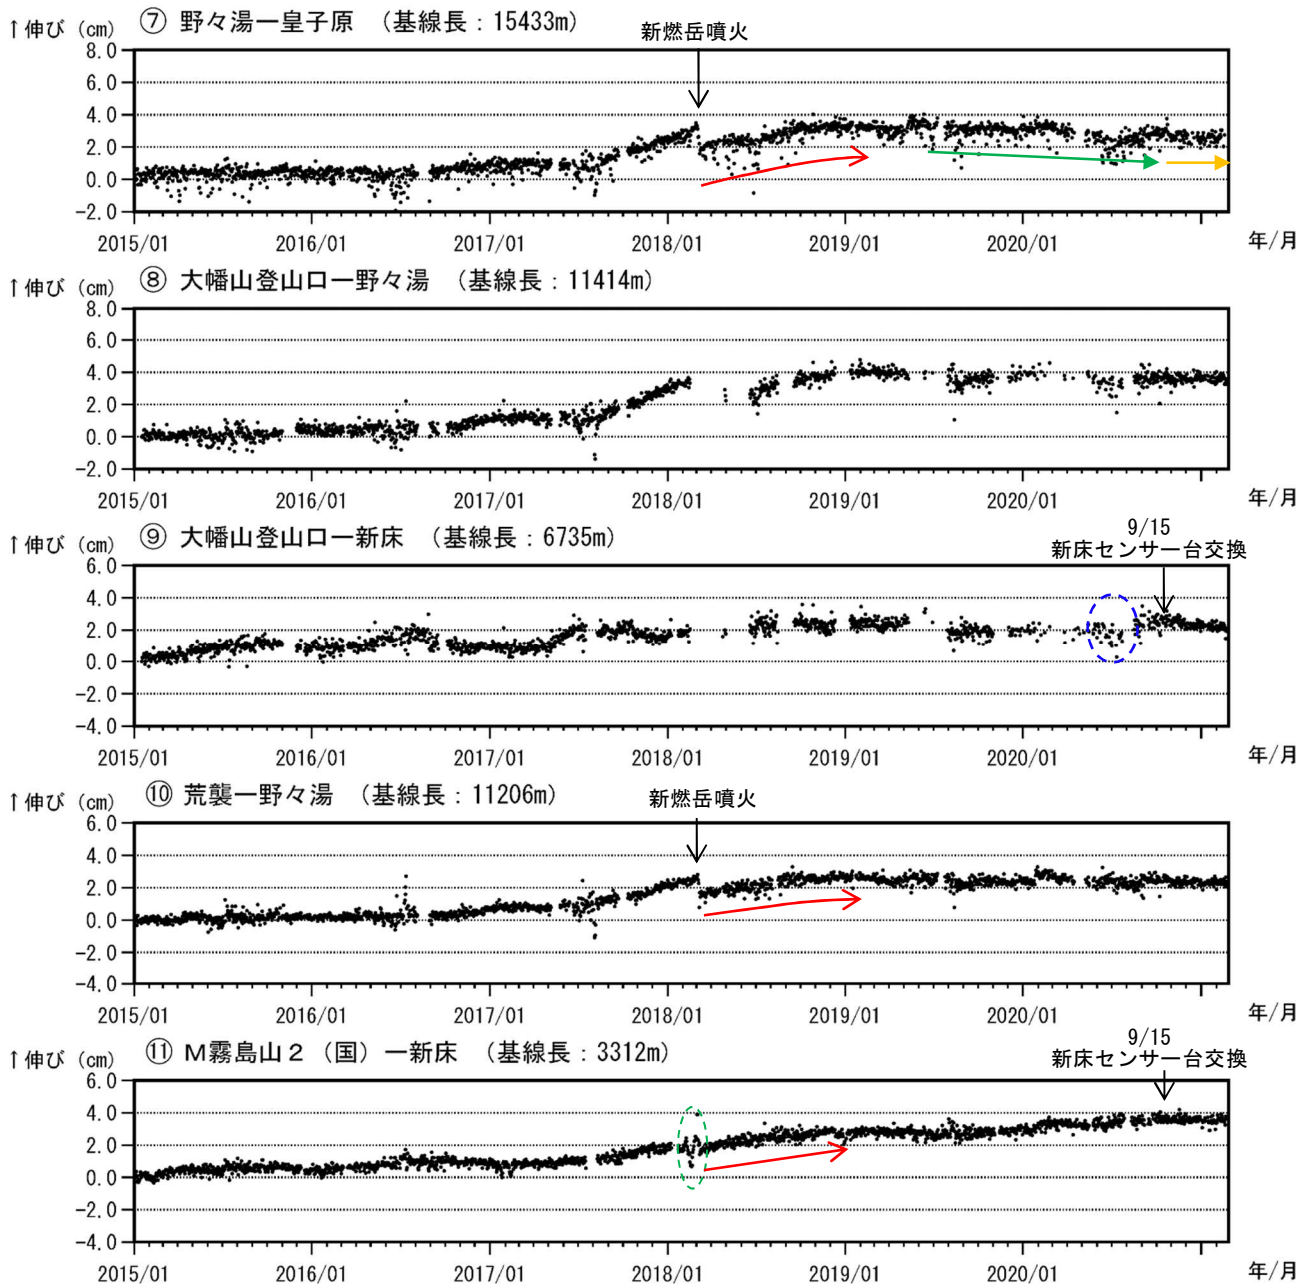 ⑦ 野々湯ー皇子原 （基線長：15433m）
↑伸び (cm)
新燃岳噴火
8.0
6.0
4.0
2.0
0.0
-2.0
2015/01 2016/01 2017/01 2018/01 2019/01 2020/01 年/月
⑧ 大幡山登山口ー野々湯 （基線長：11414m）
↑伸び (cm)
8.0
6.0
4.0
2.0
0.0
-2.0
2015/01 2016/01 2017/01 2018/01 2019/01 2020/01 年/月
⑨ 大幡山登山口ー新床 （基線長：6735m）
↑伸び (cm)
9/15
新床センサー台交換
6.0
4.0
2.0
0.0
-2.0
-4.0
2015/01 2016/01 2017/01 2018/01 2019/01 2020/01 年/月
⑩ 荒襲ー野々湯 （基線長：11206m）
↑伸び (cm)
新燃岳噴火
6.0
4.0
2.0
0.0
-2.0
-4.0
2015/01 2016/01 2017/01 2018/01 2019/01 2020/01 年/月
⑪ M霧島山２（国）ー新床 （基線長：3312m）
↑伸び (cm)
9/15
新床センサー台交換
6.0
4.0
2.0
0.0
-2.0
-4.0
2015/01 2016/01 2017/01 2018/01 2019/01 2020/01 年/月